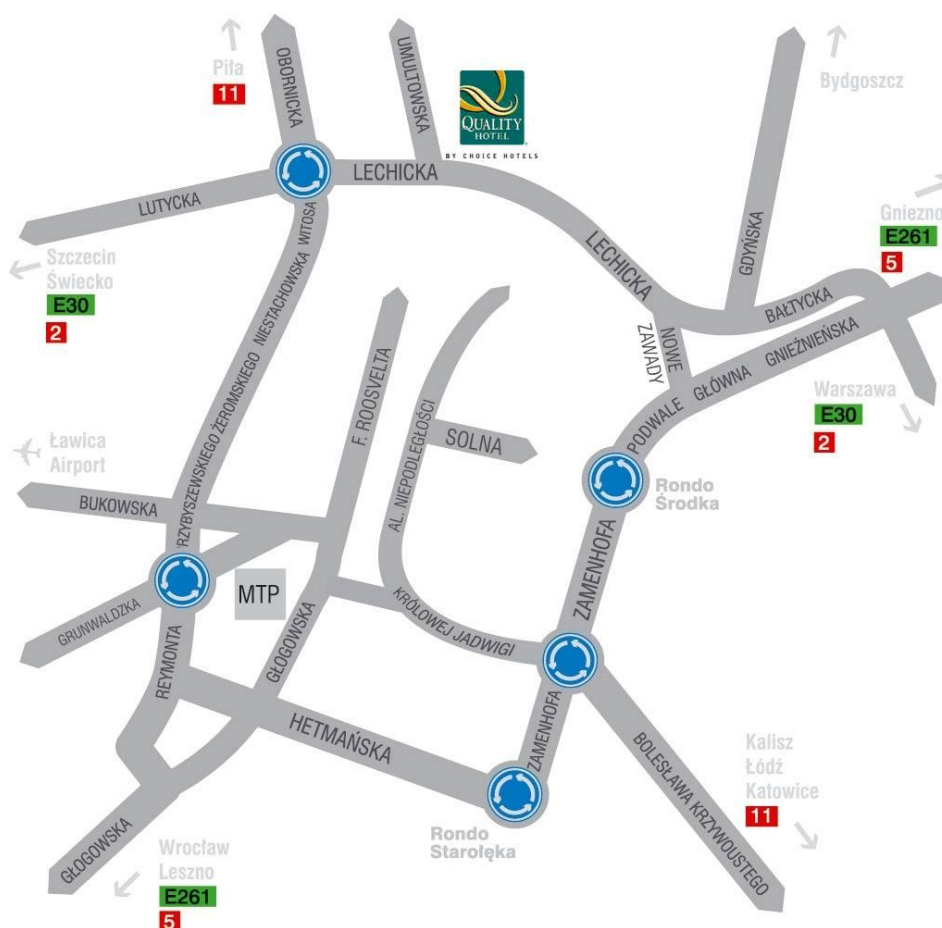 Piła
11
OBORNICKA
UMULTOWSKA
QUALITY
HOTEL
BY CHOICE HOTELS
Bydgoszcz
LECHICKA
LUTYCKA
Gniezno
E261
5
Szczecin
Świecko
E30
2
WITOSA
NIESTACHOWSKA
ŻEROMSKIEGO
RZYBYSZEWSKIEGO
LECHICKA
GDYŃSKA
BAŁTYCKA
NOWE
ZAWADY
PODWALE
GŁÓWNA
GNIEŹNIEŃSKA
Warszawa
E30
2
F. ROOSVELTA
AL. NIEPODLEGŁOŚCI
SOLNA
Ławica
Airport
BUKOWSKA
Rondo
Środka
ZAMENHOFA
MTP
GRUNWALDZKA
REYMONTA
GŁOGOWSKA
KRÓLOWEJ JADWIGI
HETMAŃSKA
ZAMENHOFA
BOLESŁAWA KRZYWOUSTEGO
Kalisz
Łódź
Katowice
11
Rondo
Starołęka
GŁOGOWSKA
Wrocław
Leszno
E261
5